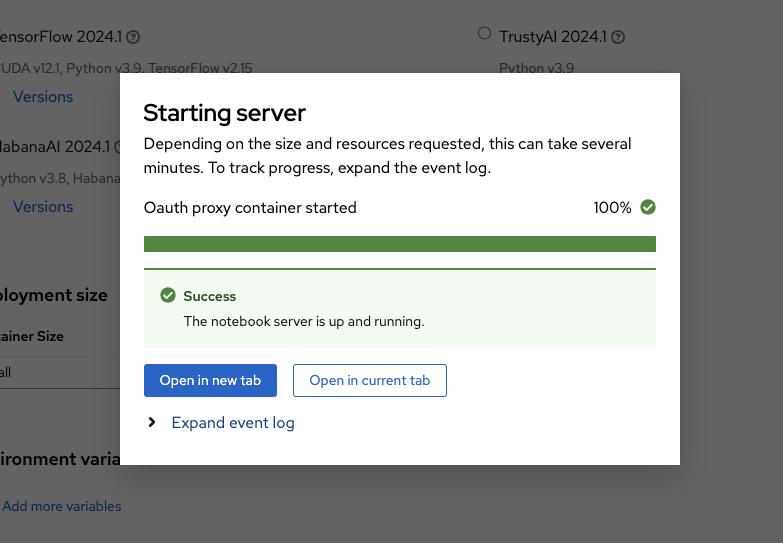 ensorFlow 2024.1
TrustyAI 2024.1
UDA v12.1, Python v3.9, TensorFlow v2.15
Python v3.9
Versions
Starting server
Depending on the size and resources requested, this can take several
minutes. To track progress, expand the event log.
labanaAI 2024.1
ython v3.8, Habana
Versions
Oauth proxy container started 100%
Success
The notebook server is up and running.
ployment size
tainer Size
all
Open in new tab Open in current tab
Expand event log
ironment varia
Add more variables